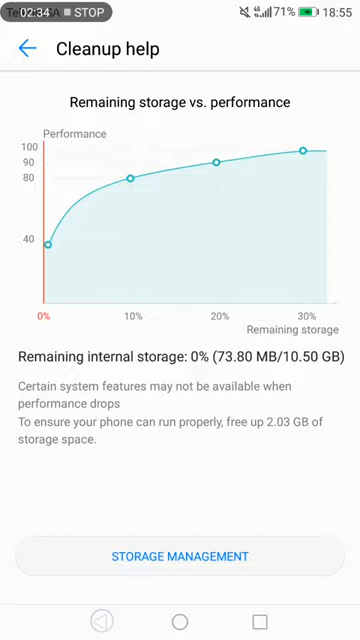 02:34 STOP
71% 18:55
Cleanup help
Remaining storage vs. performance
Performance
100
90
80
40
0% 10% 20% 30%
Remaining storage
Remaining internal storage: 0% (73.80 MB/10.50 GB)
Certain system features may not be available when
performance drops
To ensure your phone can run properly, free up 2.03 GB of
storage space.
STORAGE MANAGEMENT